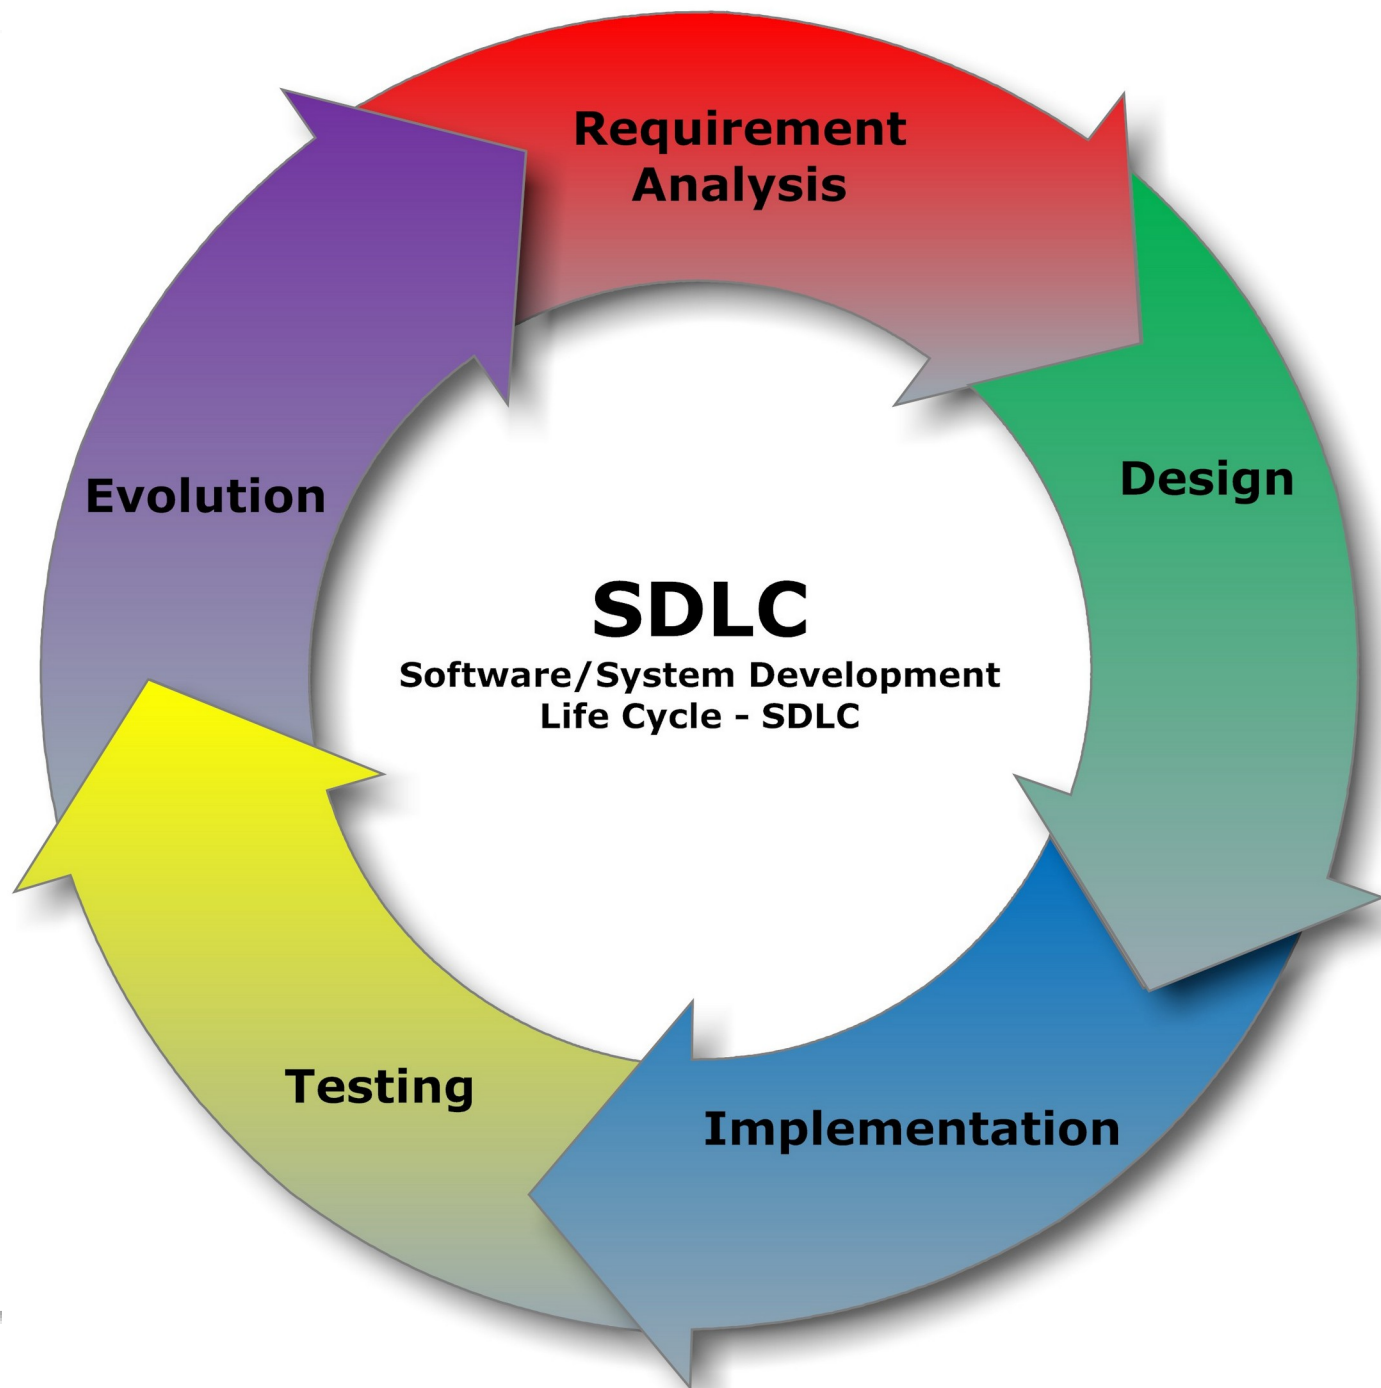 Requirement
Analysis
Design
Evolution
SDLC
Software/System Development
Life Cycle - SDLC
Testing
Implementation